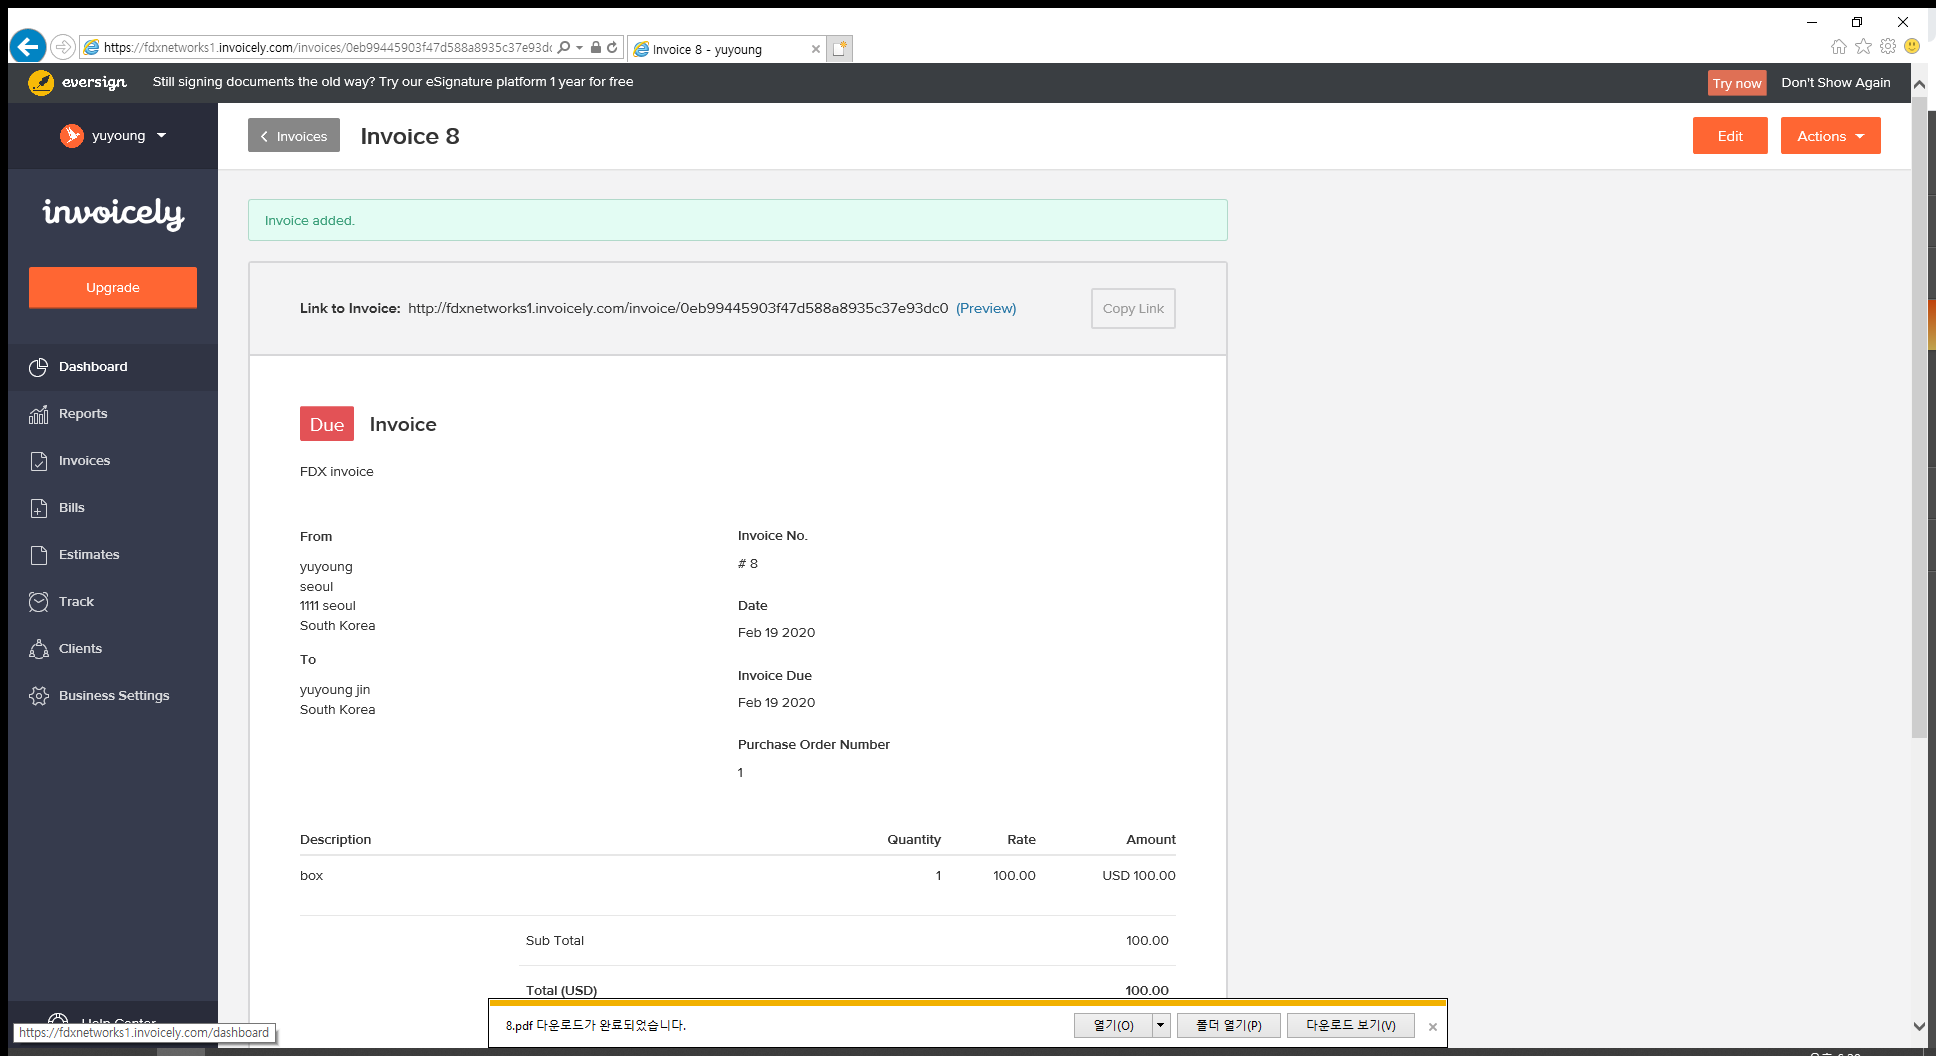 https://fdxnetworks1.invoicely.com/invoices/0eb99445903f47d588a8935c37e93dc
Invoice 8 - yuyoung
eversign
Still signing documents the old way? Try our eSignature platform 1 year for free
Try now
Don't Show Again
yuyoung
Invoices
Invoice 8
Edit
Actions
invoicely
Upgrade
Dashboard
Reports
Invoices
Bills
Estimates
Track
Clients
Business Settings
Help Center
https://fdxnetworks1.invoicely.com/dashboard
Invoice added.
Link to Invoice: http://fdxnetworks1.invoicely.com/invoice/0eb99445903f47d588a8935c37e93dc0 (Preview)
Copy Link
Due Invoice
FDX invoice
From
yuyoung
seoul
1111 seoul
South Korea
To
yuyoung jin
South Korea
Invoice No.
# 8
Date
Feb 19 2020
Invoice Due
Feb 19 2020
Purchase Order Number
1
Description Quantity Rate Amount
box 1 100.00 USD 100.00
Sub Total 100.00
Total (USD) 100.00
8.pdf 다운로드가 완료되었습니다.
열기(O)
폴더 열기(P)
다운로드 보기(V)